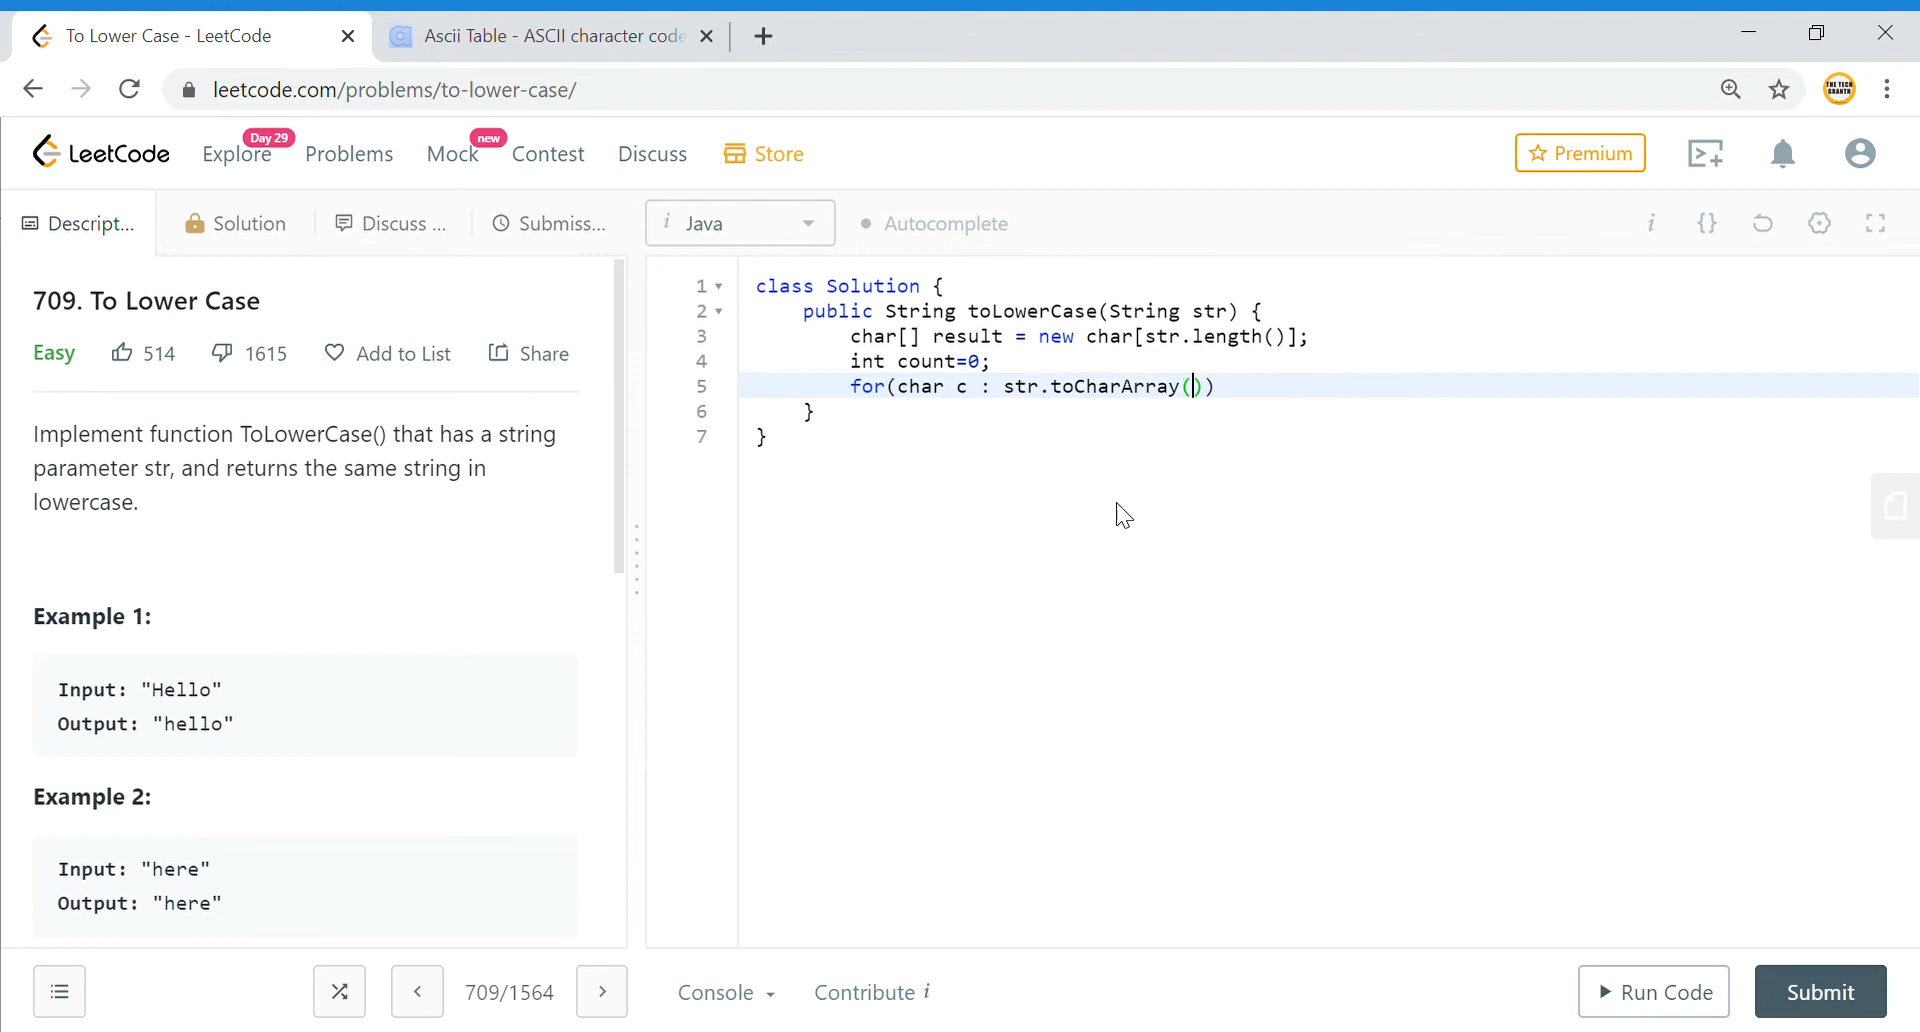 To Lower Case - LeetCode
Ascii Table - ASCII character code
leetcode.com/problems/to-lower-case/
THE TECH GRANTH
LeetCode
Explore
Day 29
Problems
Mock
new
Contest
Discuss
Store
Premium
Descript...
Solution
Discuss ...
Submiss...
i Java
Autocomplete
i
{}
709. To Lower Case
Easy
514
1615
Add to List
Share
Implement function ToLowerCase() that has a string
parameter str, and returns the same string in
lowercase.
Example 1:
Input: "Hello"
Output: "hello"
Example 2:
Input: "here"
Output: "here"
1 class Solution {
2 public String toLowerCase(String str) {
3 char[] result = new char[str.length()];
4 int count=0;
5 for(char c : str.toCharArray())
6 }
7 }
709/1564
Console
Contribute i
Run Code
Submit